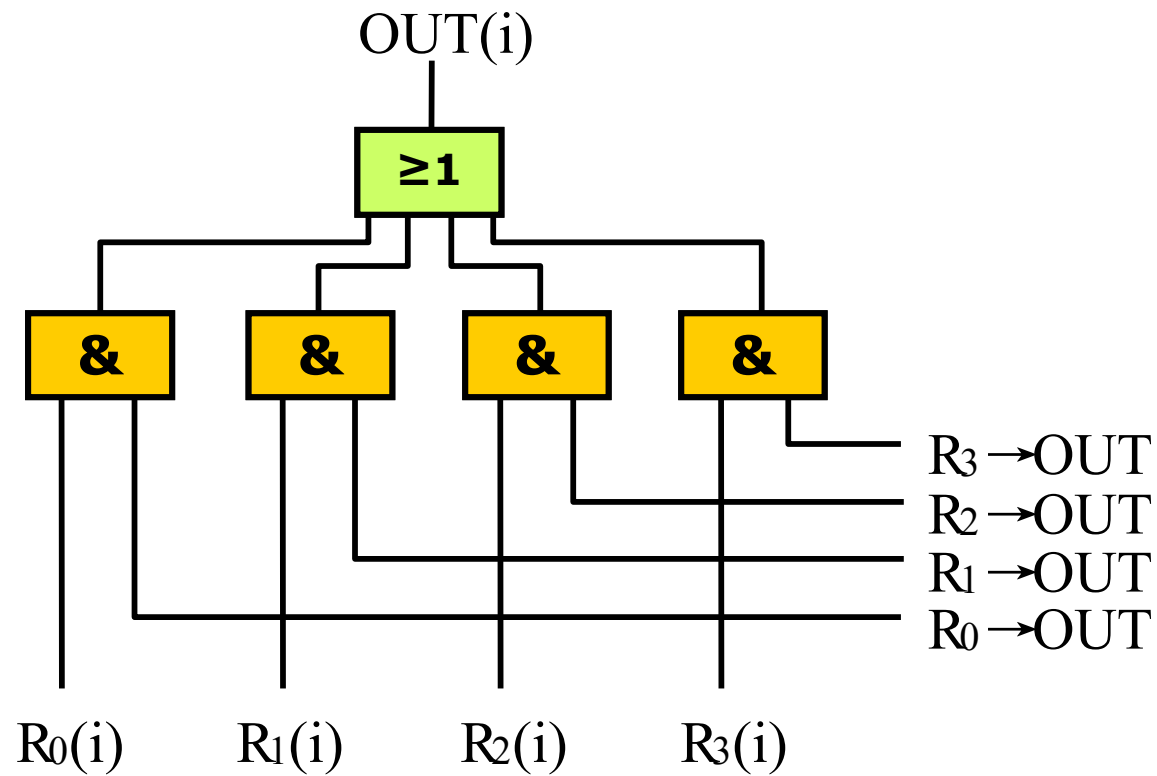 OUT(i)
≥1
& & & &
R3→OUT
R2→OUT
R1→OUT
R0→OUT
R0(i) R1(i) R2(i) R3(i)